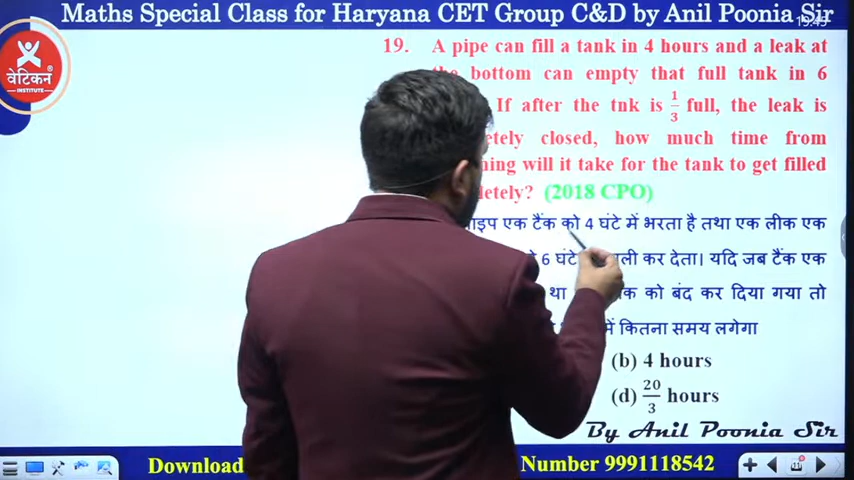 Maths Special Class for Haryana CET Group C&D by Anil Poonia Sir
वेटिकन
INSTITUTE
19. A pipe can fill a tank in 4 hours and a leak at
bottom can empty that full tank in 6
If after the tnk is 1/3 full, the leak is
closed, how much time from
will it take for the tank to get filled
(2018 CPO)
एक टैंक को 4 घंटे में भरता है तथा एक लीक एक
6 घंटे कर देता। यदि जब टैंक एक
था को बंद कर दिया गया तो
में कितना समय लगेगा
(b) 4 hours
(d) 20/3 hours
By Anil Poonia Sir
Download Number 9991118542